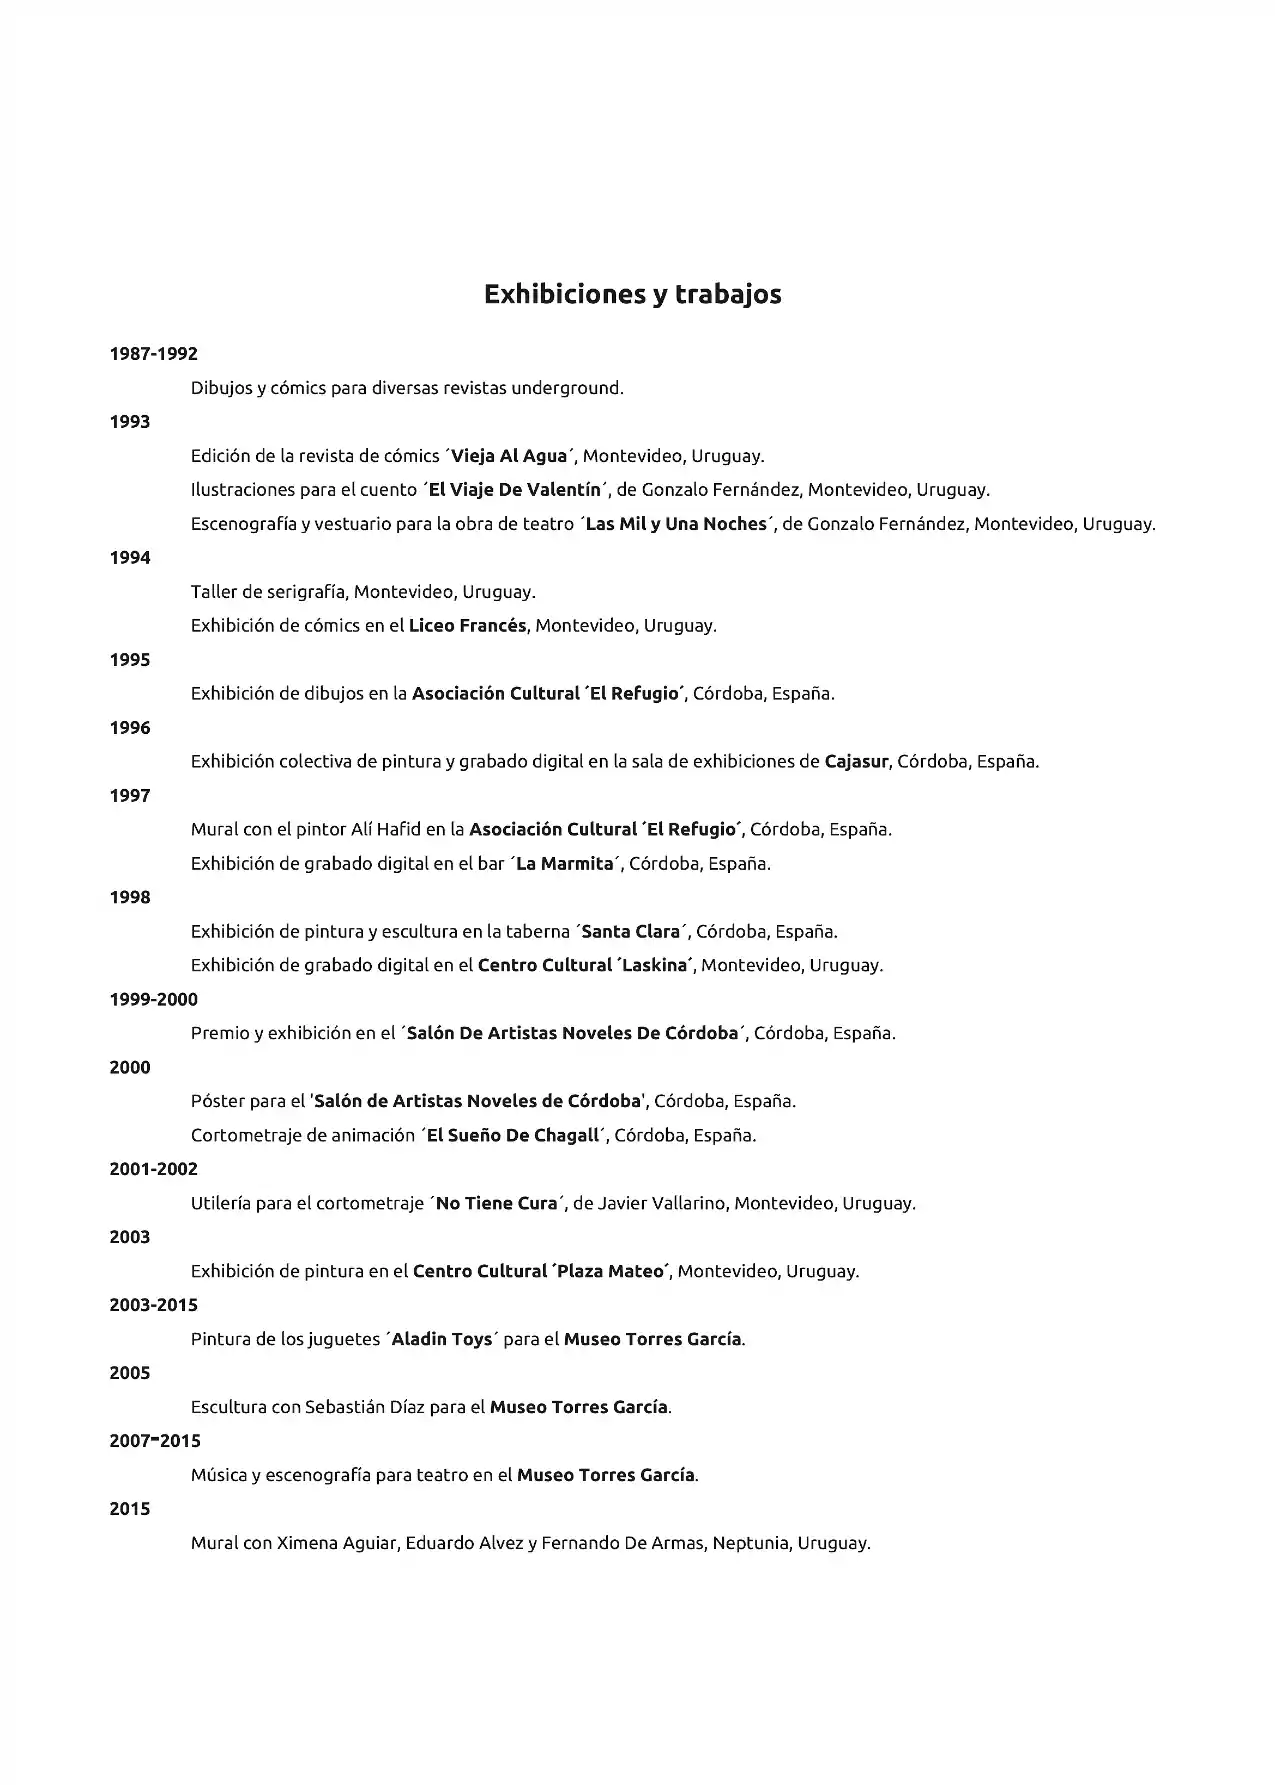 Exhibiciones y trabajos
1987-1992
Dibujos y cómics para diversas revistas underground.
1993
Edición de la revista de cómics ´Vieja Al Agua´, Montevideo, Uruguay.
Ilustraciones para el cuento ´El Viaje De Valentín´, de Gonzalo Fernández, Montevideo, Uruguay.
Escenografía y vestuario para la obra de teatro ´Las Mil y Una Noches´, de Gonzalo Fernández, Montevideo, Uruguay.
1994
Taller de serigrafía, Montevideo, Uruguay.
Exhibición de cómics en el Liceo Francés, Montevideo, Uruguay.
1995
Exhibición de dibujos en la Asociación Cultural ´El Refugio´, Córdoba, España.
1996
Exhibición colectiva de pintura y grabado digital en la sala de exhibiciones de Cajasur, Córdoba, España.
1997
Mural con el pintor Alí Hafid en la Asociación Cultural ´El Refugio´, Córdoba, España.
Exhibición de grabado digital en el bar ´La Marmita´, Córdoba, España.
1998
Exhibición de pintura y escultura en la taberna ´Santa Clara´, Córdoba, España.
Exhibición de grabado digital en el Centro Cultural ´Laskina´, Montevideo, Uruguay.
1999-2000
Premio y exhibición en el ´Salón De Artistas Noveles De Córdoba´, Córdoba, España.
2000
Póster para el 'Salón de Artistas Noveles de Córdoba', Córdoba, España.
Cortometraje de animación ´El Sueño De Chagall´, Córdoba, España.
2001-2002
Utilería para el cortometraje ´No Tiene Cura´, de Javier Vallarino, Montevideo, Uruguay.
2003
Exhibición de pintura en el Centro Cultural ´Plaza Mateo´, Montevideo, Uruguay.
2003-2015
Pintura de los juguetes ´Aladin Toys´ para el Museo Torres García.
2005
Escultura con Sebastián Díaz para el Museo Torres García.
2007-2015
Música y escenografía para teatro en el Museo Torres García.
2015
Mural con Ximena Aguiar, Eduardo Alvez y Fernando De Armas, Neptunia, Uruguay.